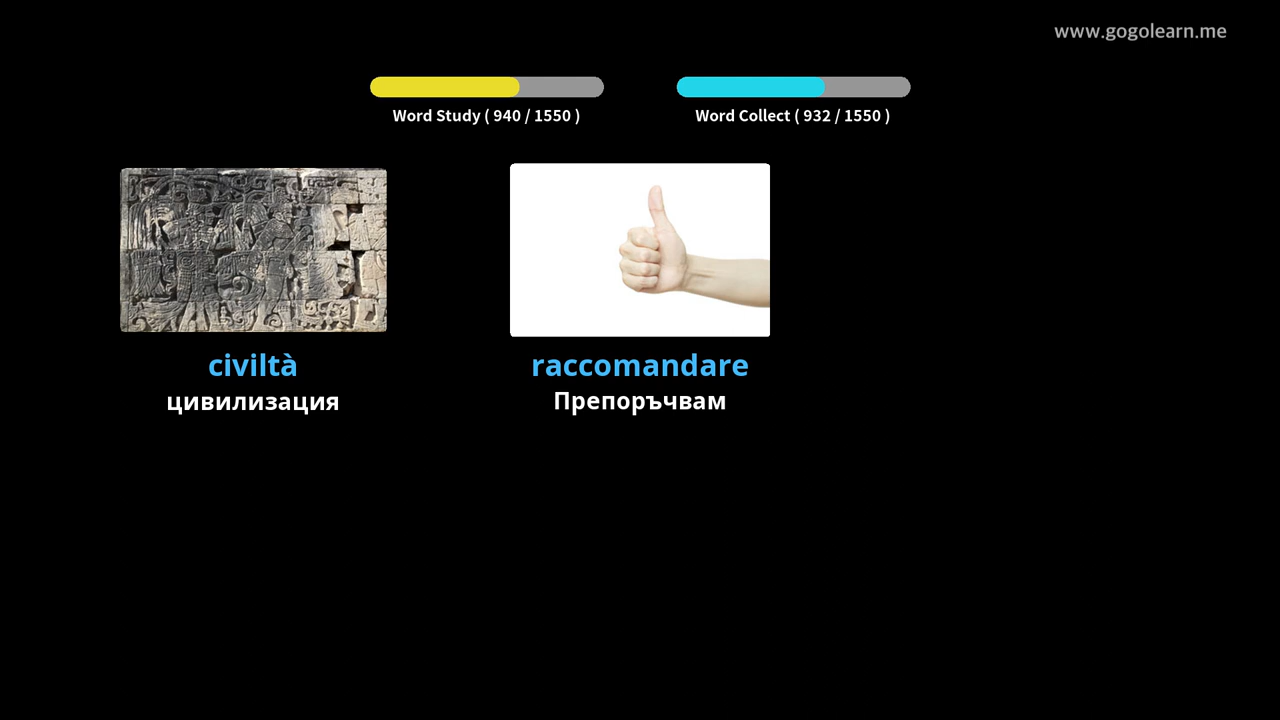 www.gogolearn.me
Word Study ( 940 / 1550 )
Word Collect ( 932 / 1550 )
civiltà
цивилизация
raccomandare
Препоръчвам